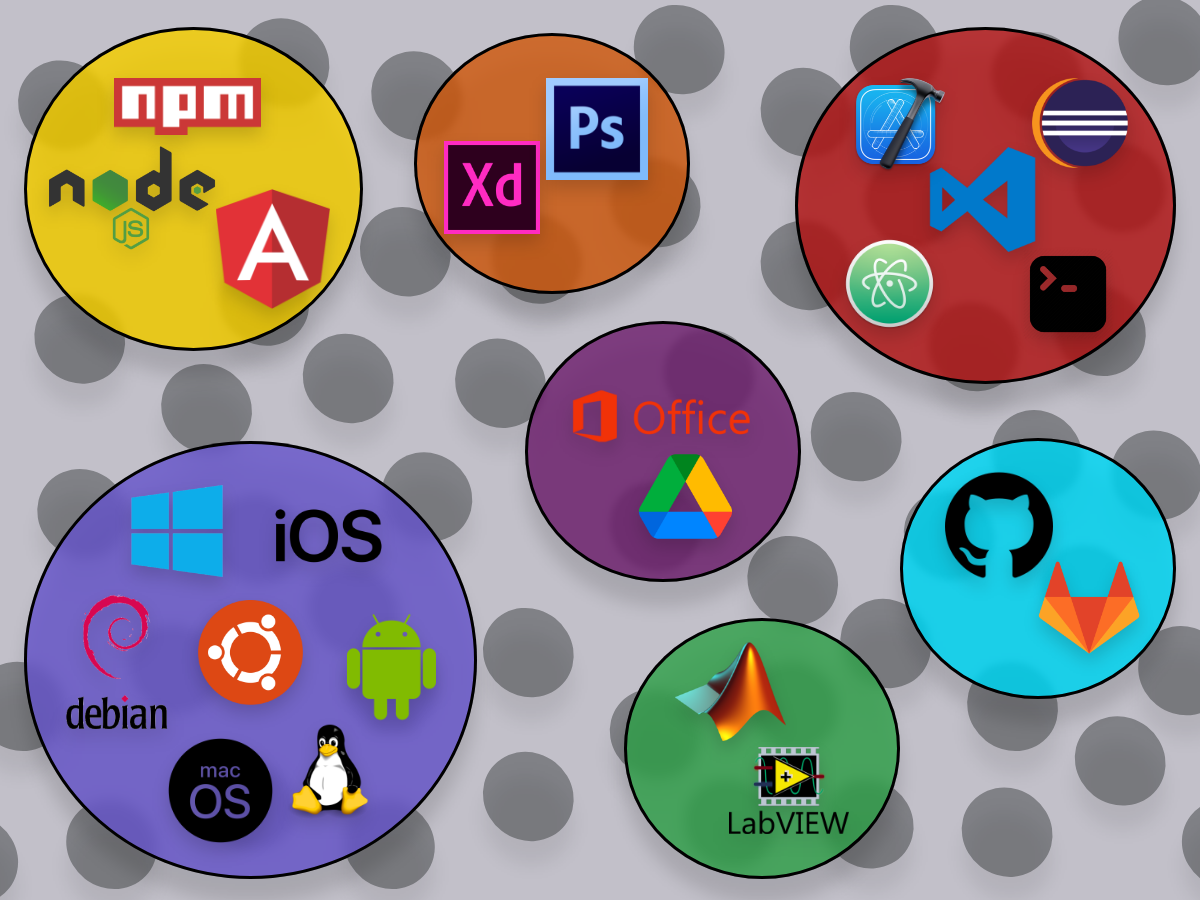 npm
node
JS
A
Ps
Xd
>_
Office
iOS
debian
mac
OS
LabVIEW